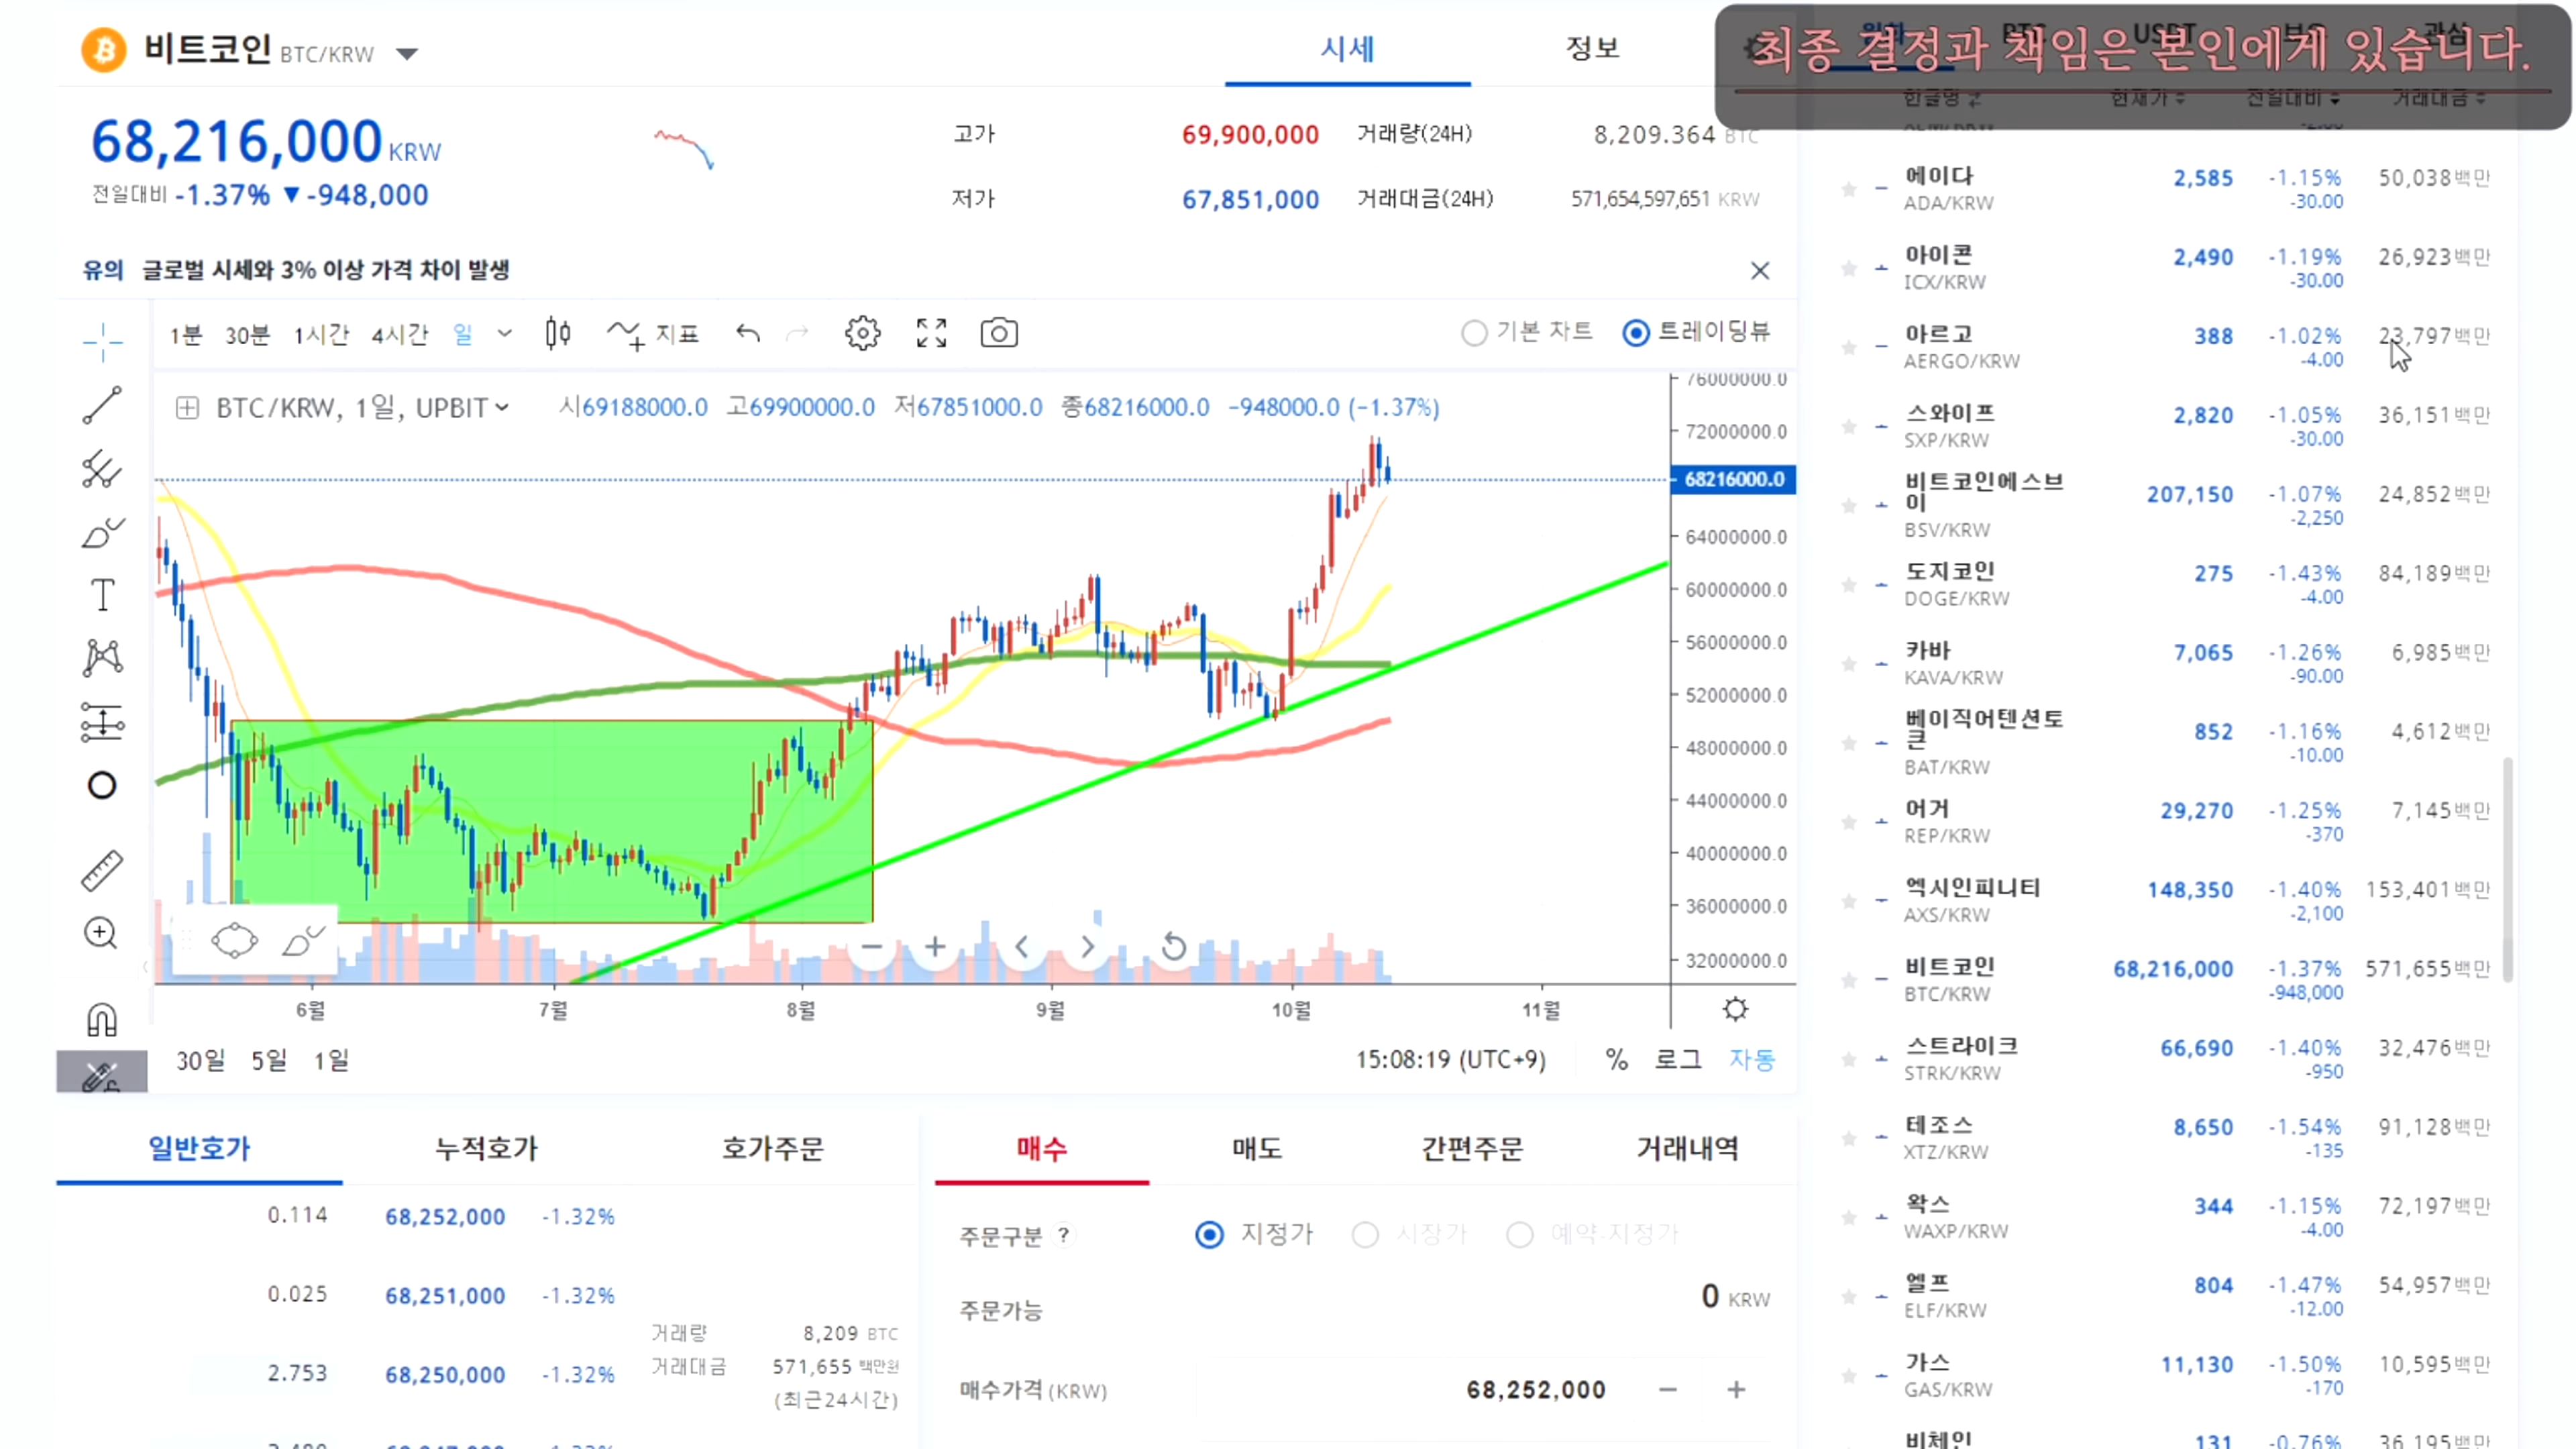 비트코인 BTC/KRW
시세
정보
최종 결정과 책임은 본인에게 있습니다.
한글명
현재가
전일대비
거래대금
68,216,000 KRW
전일대비 -1.37% ▼-948,000
고가 69,900,000
거래량(24H) 8,209.364 BTC
저가 67,851,000
거래대금(24H) 571,654,597,651 KRW
유의 글로벌 시세와 3% 이상 가격 차이 발생
1분 30분 1시간 4시간 일
지표
기본 차트
트레이딩뷰
BTC/KRW, 1일, UPBIT
시69188000.0 고69900000.0 저67851000.0 종68216000.0 -948000.0 (-1.37%)
76000000.0
72000000.0
68216000.0
64000000.0
60000000.0
56000000.0
52000000.0
48000000.0
44000000.0
40000000.0
36000000.0
32000000.0
6월 7월 8월 9월 10월 11월
30일 5일 1일
15:08:19 (UTC+9) % 로그 자동
일반호가 누적호가 호가주문
0.114 68,252,000 -1.32%
0.025 68,251,000 -1.32%
2.753 68,250,000 -1.32%
거래량 8,209 BTC
거래대금 571,655 백만원
(최근24시간)
매수 매도 간편주문 거래내역
주문구분 ? 지정가 시장가 예약-지정가
주문가능 0 KRW
매수가격 (KRW) 68,252,000 - +
에이다 2,585 -1.15% 50,038백만
ADA/KRW -30.00
아이콘 2,490 -1.19% 26,923백만
ICX/KRW -30.00
아르고 388 -1.02% 23,797백만
AERGO/KRW -4.00
스와이프 2,820 -1.05% 36,151백만
SXP/KRW -30.00
비트코인에스브
이 207,150 -1.07% 24,852백만
BSV/KRW -2,250
도지코인 275 -1.43% 84,189백만
DOGE/KRW -4.00
카바 7,065 -1.26% 6,985백만
KAVA/KRW -90.00
베이직어텐션토
큰 852 -1.16% 4,612백만
BAT/KRW -10.00
어거 29,270 -1.25% 7,145백만
REP/KRW -370
엑시인피니티 148,350 -1.40% 153,401백만
AXS/KRW -2,100
비트코인 68,216,000 -1.37% 571,655백만
BTC/KRW -948,000
스트라이크 66,690 -1.40% 32,476백만
STRK/KRW -950
테조스 8,650 -1.54% 91,128백만
XTZ/KRW -135
왁스 344 -1.15% 72,197백만
WAXP/KRW -4.00
엘프 804 -1.47% 54,957백만
ELF/KRW -12.00
가스 11,130 -1.50% 10,595백만
GAS/KRW -170
비체인 131 -0.76% 36,195백만